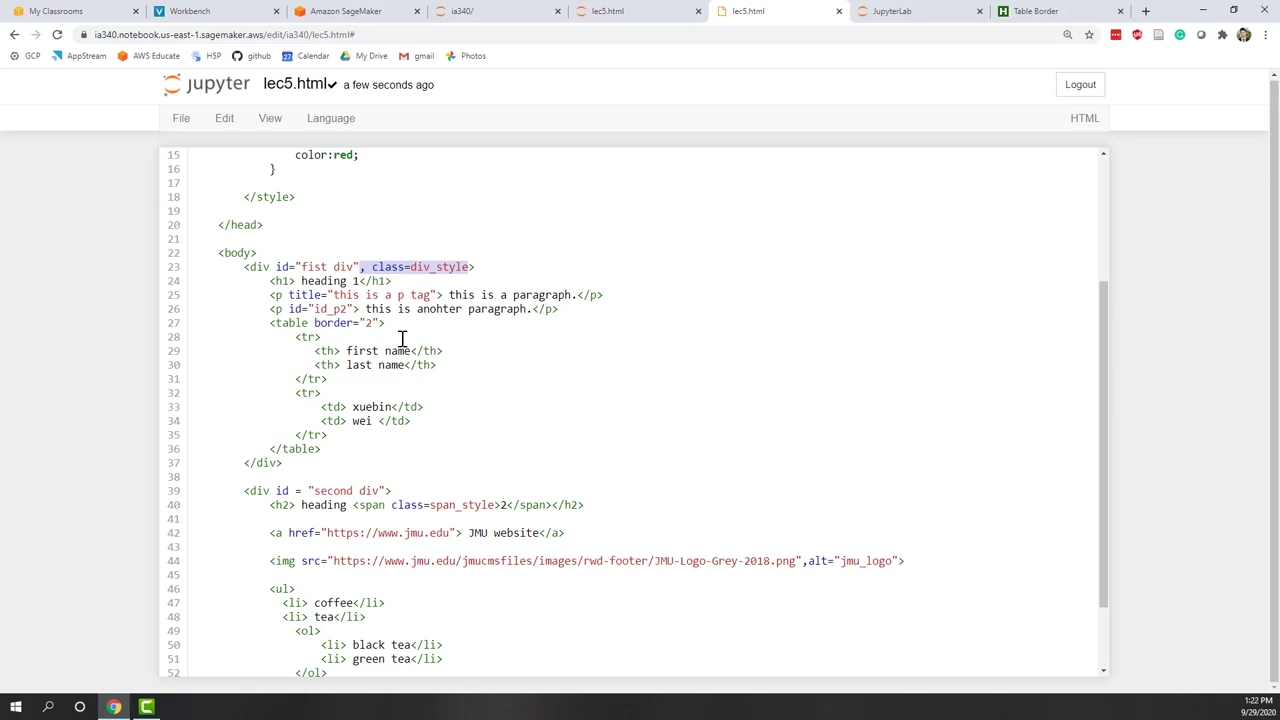 My Classrooms
Workbench
Amazon SageMaker
ia340/
lec5.html
lec5.html
JupyterLab
Table Border
ia340.notebook.us-east-1.sagemaker.aws/edit/ia340/lec5.html#
GCP
AppStream
AWS Educate
H5P
github
Calendar
My Drive
gmail
Photos
jupyter
lec5.html
a few seconds ago
Logout
File
Edit
View
Language
HTML
15 color:red;
16 }
17
18 </style>
19
20 </head>
21
22 <body>
23 <div id="fist div", class=div_style>
24 <h1> heading 1</h1>
25 <p title="this is a p tag"> this is a paragraph.</p>
26 <p id="id_p2"> this is anohter paragraph.</p>
27 <table border="2">
28 <tr>
29 <th> first name</th>
30 <th> last name</th>
31 </tr>
32 <tr>
33 <td> xuebin</td>
34 <td> wei </td>
35 </tr>
36 </table>
37 </div>
38
39 <div id = "second div">
40 <h2> heading <span class=span_style>2</span></h2>
41
42 <a href="https://www.jmu.edu"> JMU website</a>
43
44 <img src="https://www.jmu.edu/jmucmsfiles/images/rwd-footer/JMU-Logo-Grey-2018.png",alt="jmu_logo">
45
46 <ul>
47 <li> coffee</li>
48 <li> tea</li>
49 <ol>
50 <li> black tea</li>
51 <li> green tea</li>
52 </ol>
1:22 PM
9/29/2020